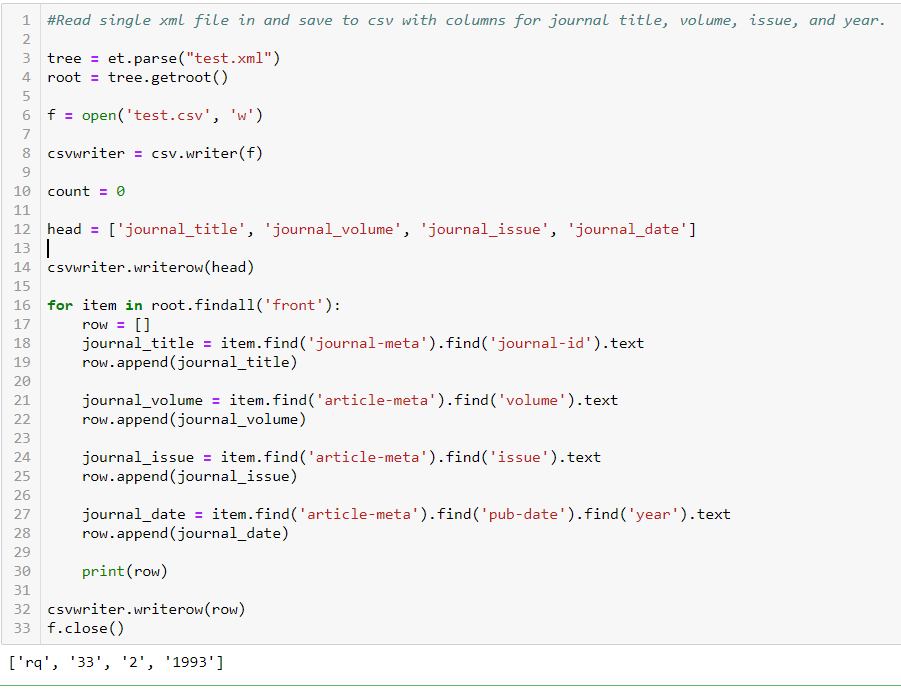 1 #Read single xml file in and save to csv with columns for journal title, volume, issue, and year.
2
3 tree = et.parse("test.xml")
4 root = tree.getroot()
5
6 f = open('test.csv', 'w')
7
8 csvwriter = csv.writer(f)
9
10 count = 0
11
12 head = ['journal_title', 'journal_volume', 'journal_issue', 'journal_date']
13
14 csvwriter.writerow(head)
15
16 for item in root.findall('front'):
17     row = []
18     journal_title = item.find('journal-meta').find('journal-id').text
19     row.append(journal_title)
20
21     journal_volume = item.find('article-meta').find('volume').text
22     row.append(journal_volume)
23
24     journal_issue = item.find('article-meta').find('issue').text
25     row.append(journal_issue)
26
27     journal_date = item.find('article-meta').find('pub-date').find('year').text
28     row.append(journal_date)
29
30     print(row)
31
32 csvwriter.writerow(row)
33 f.close()
['rq', '33', '2', '1993']